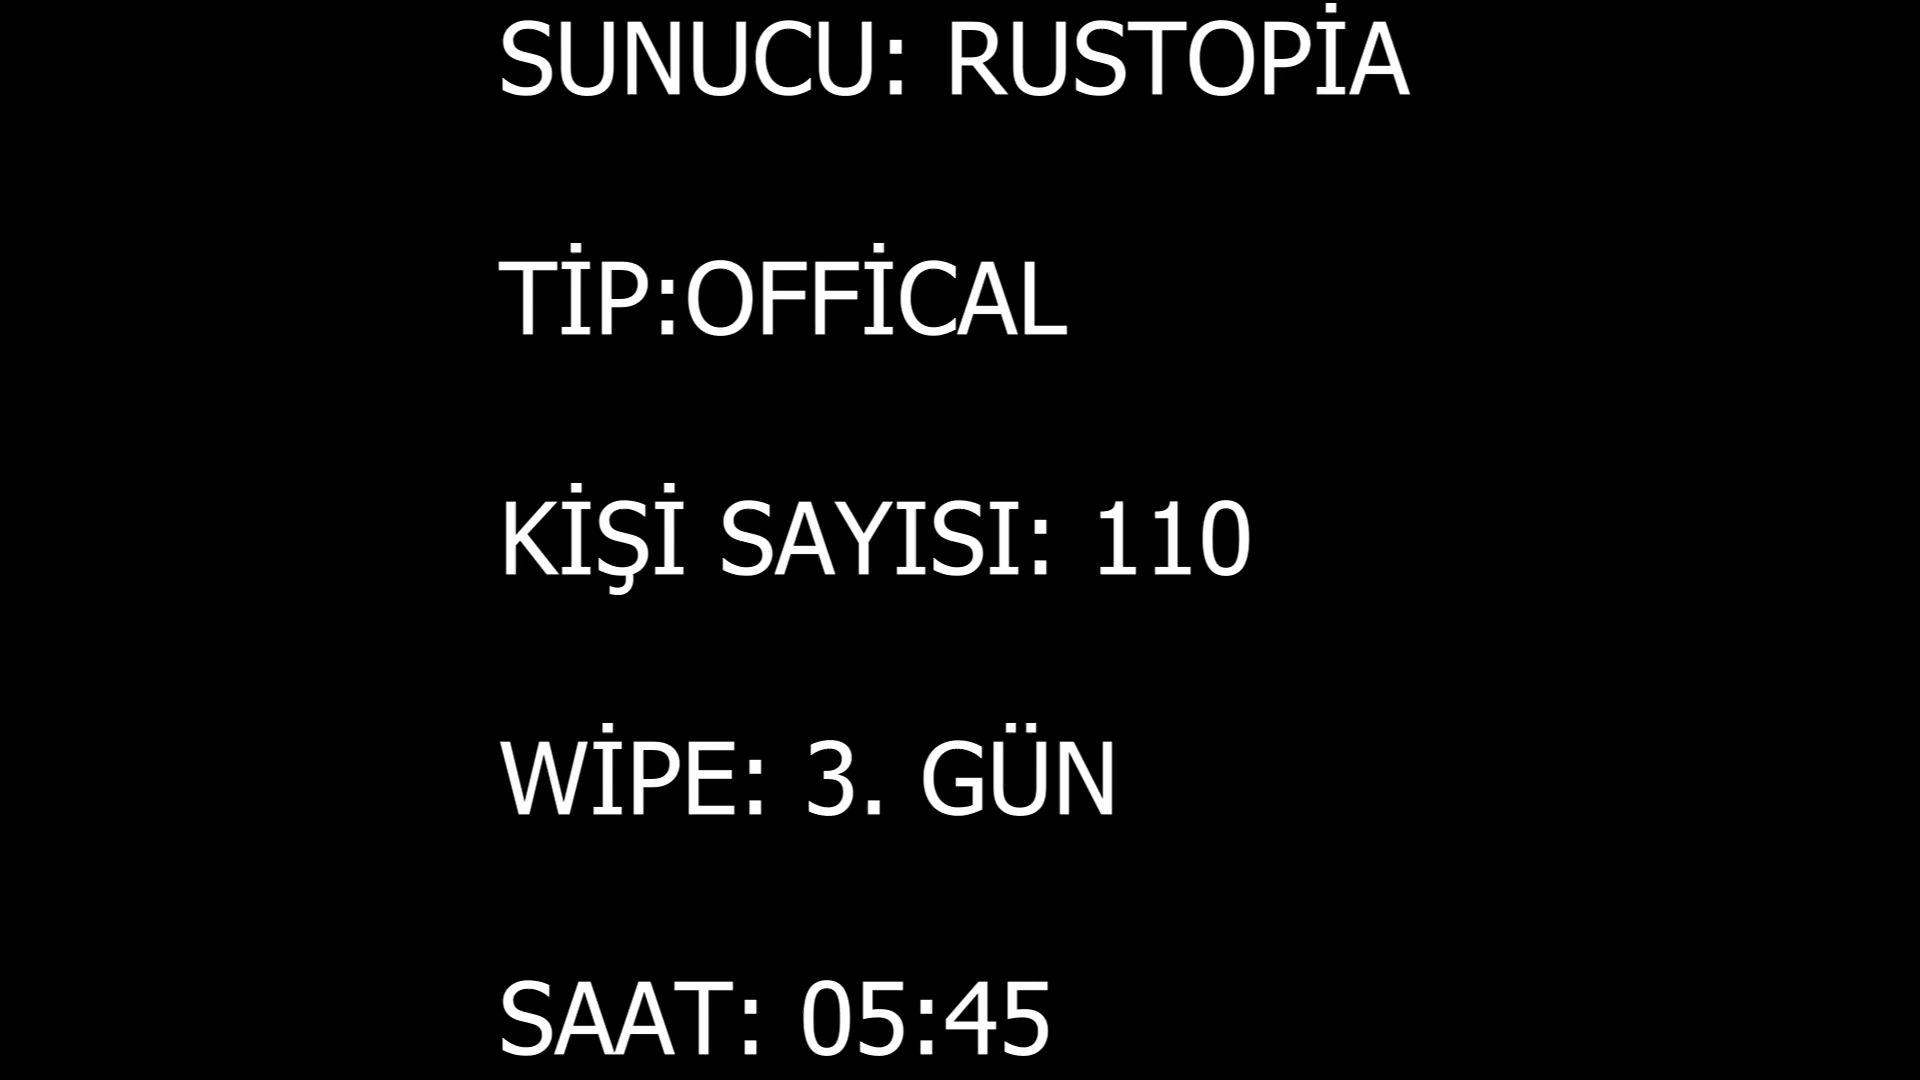 SUNUCU: RUSTOPİA
TİP:OFFİCAL
KİŞİ SAYISI: 110
WİPE: 3. GÜN
SAAT: 05:45